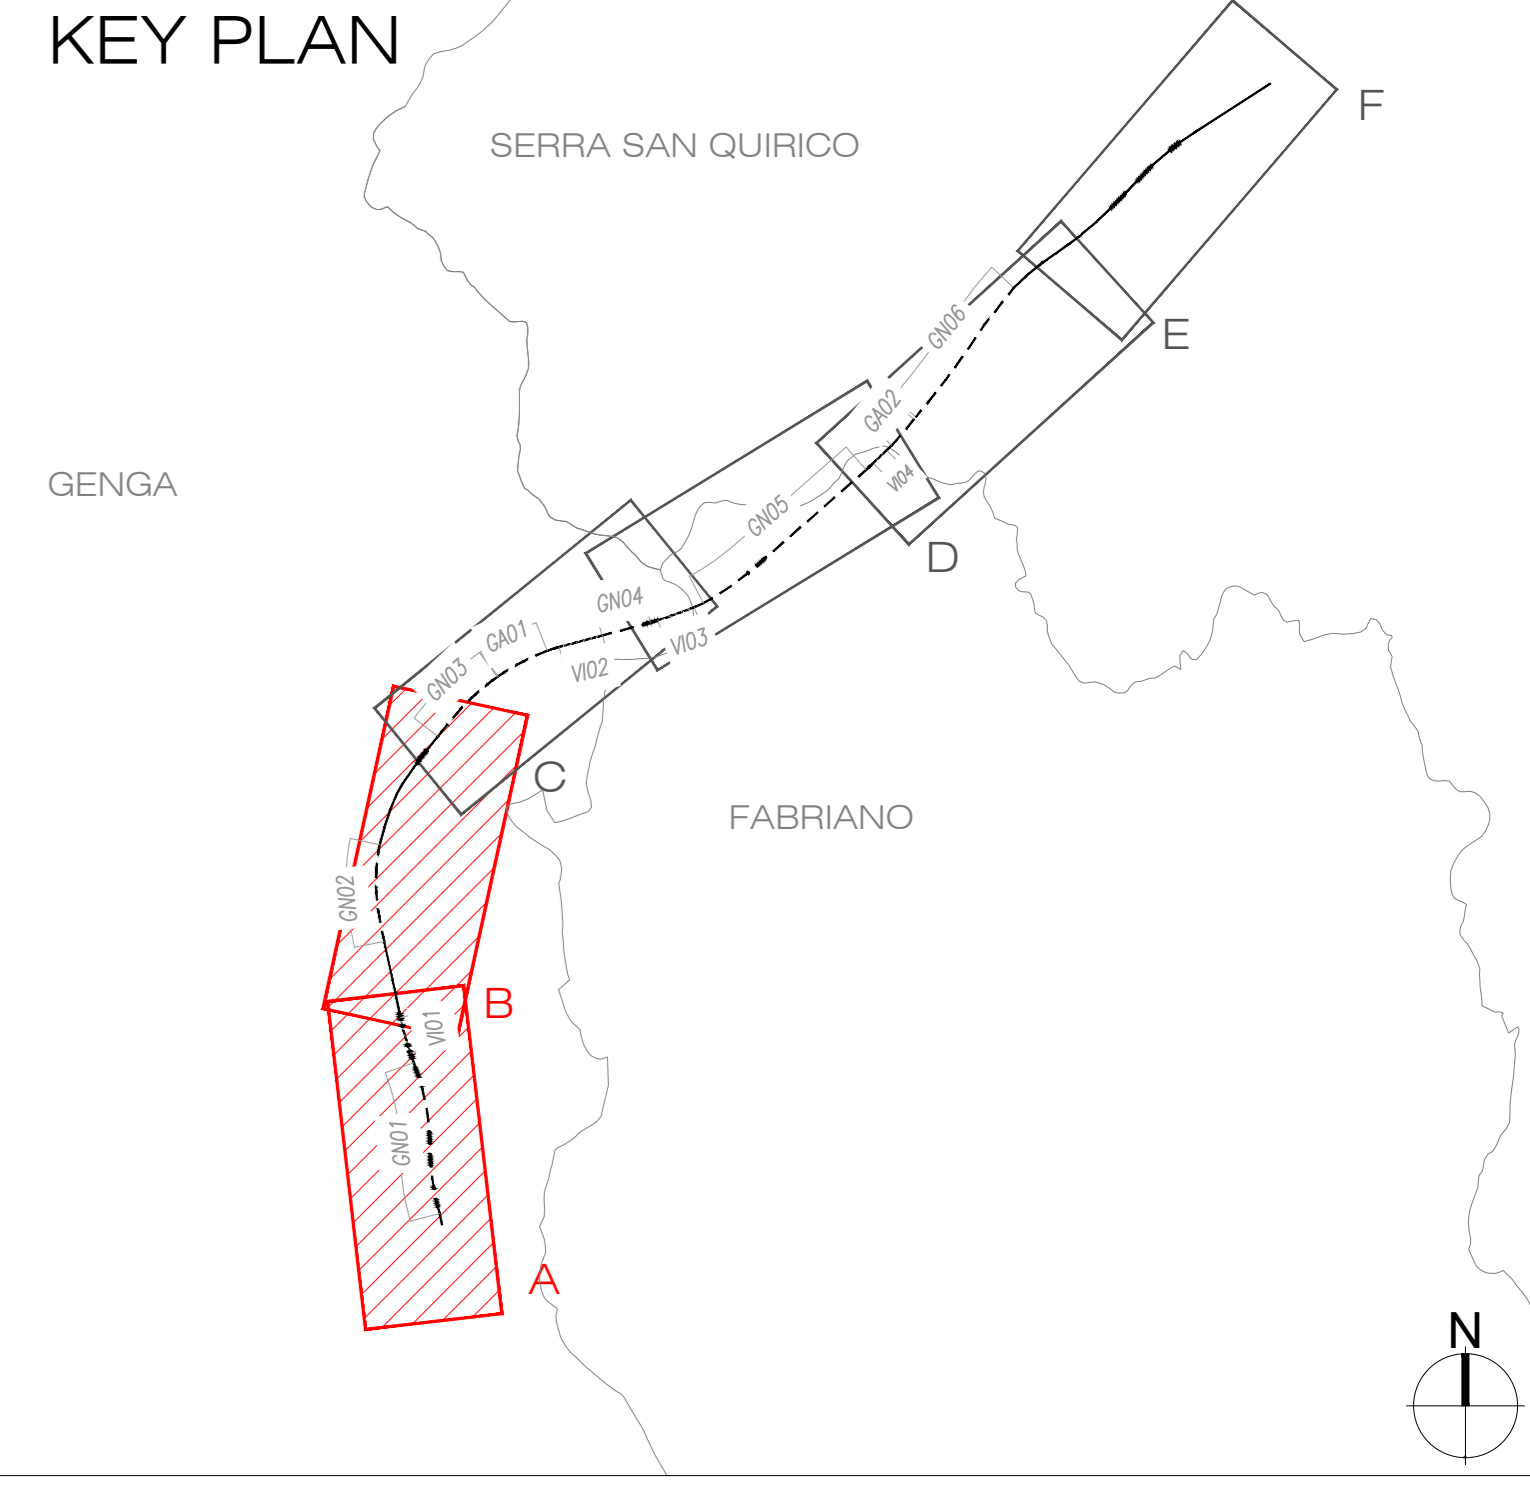 KEY PLAN
F
SERRA SAN QUIRICO
GN06
E
GA02
GENGA
VI04
GN05
D
GN04
GA01
VI03
GN03
VI02
C
FABRIANO
GN02
B
VI01
GN01
A
N